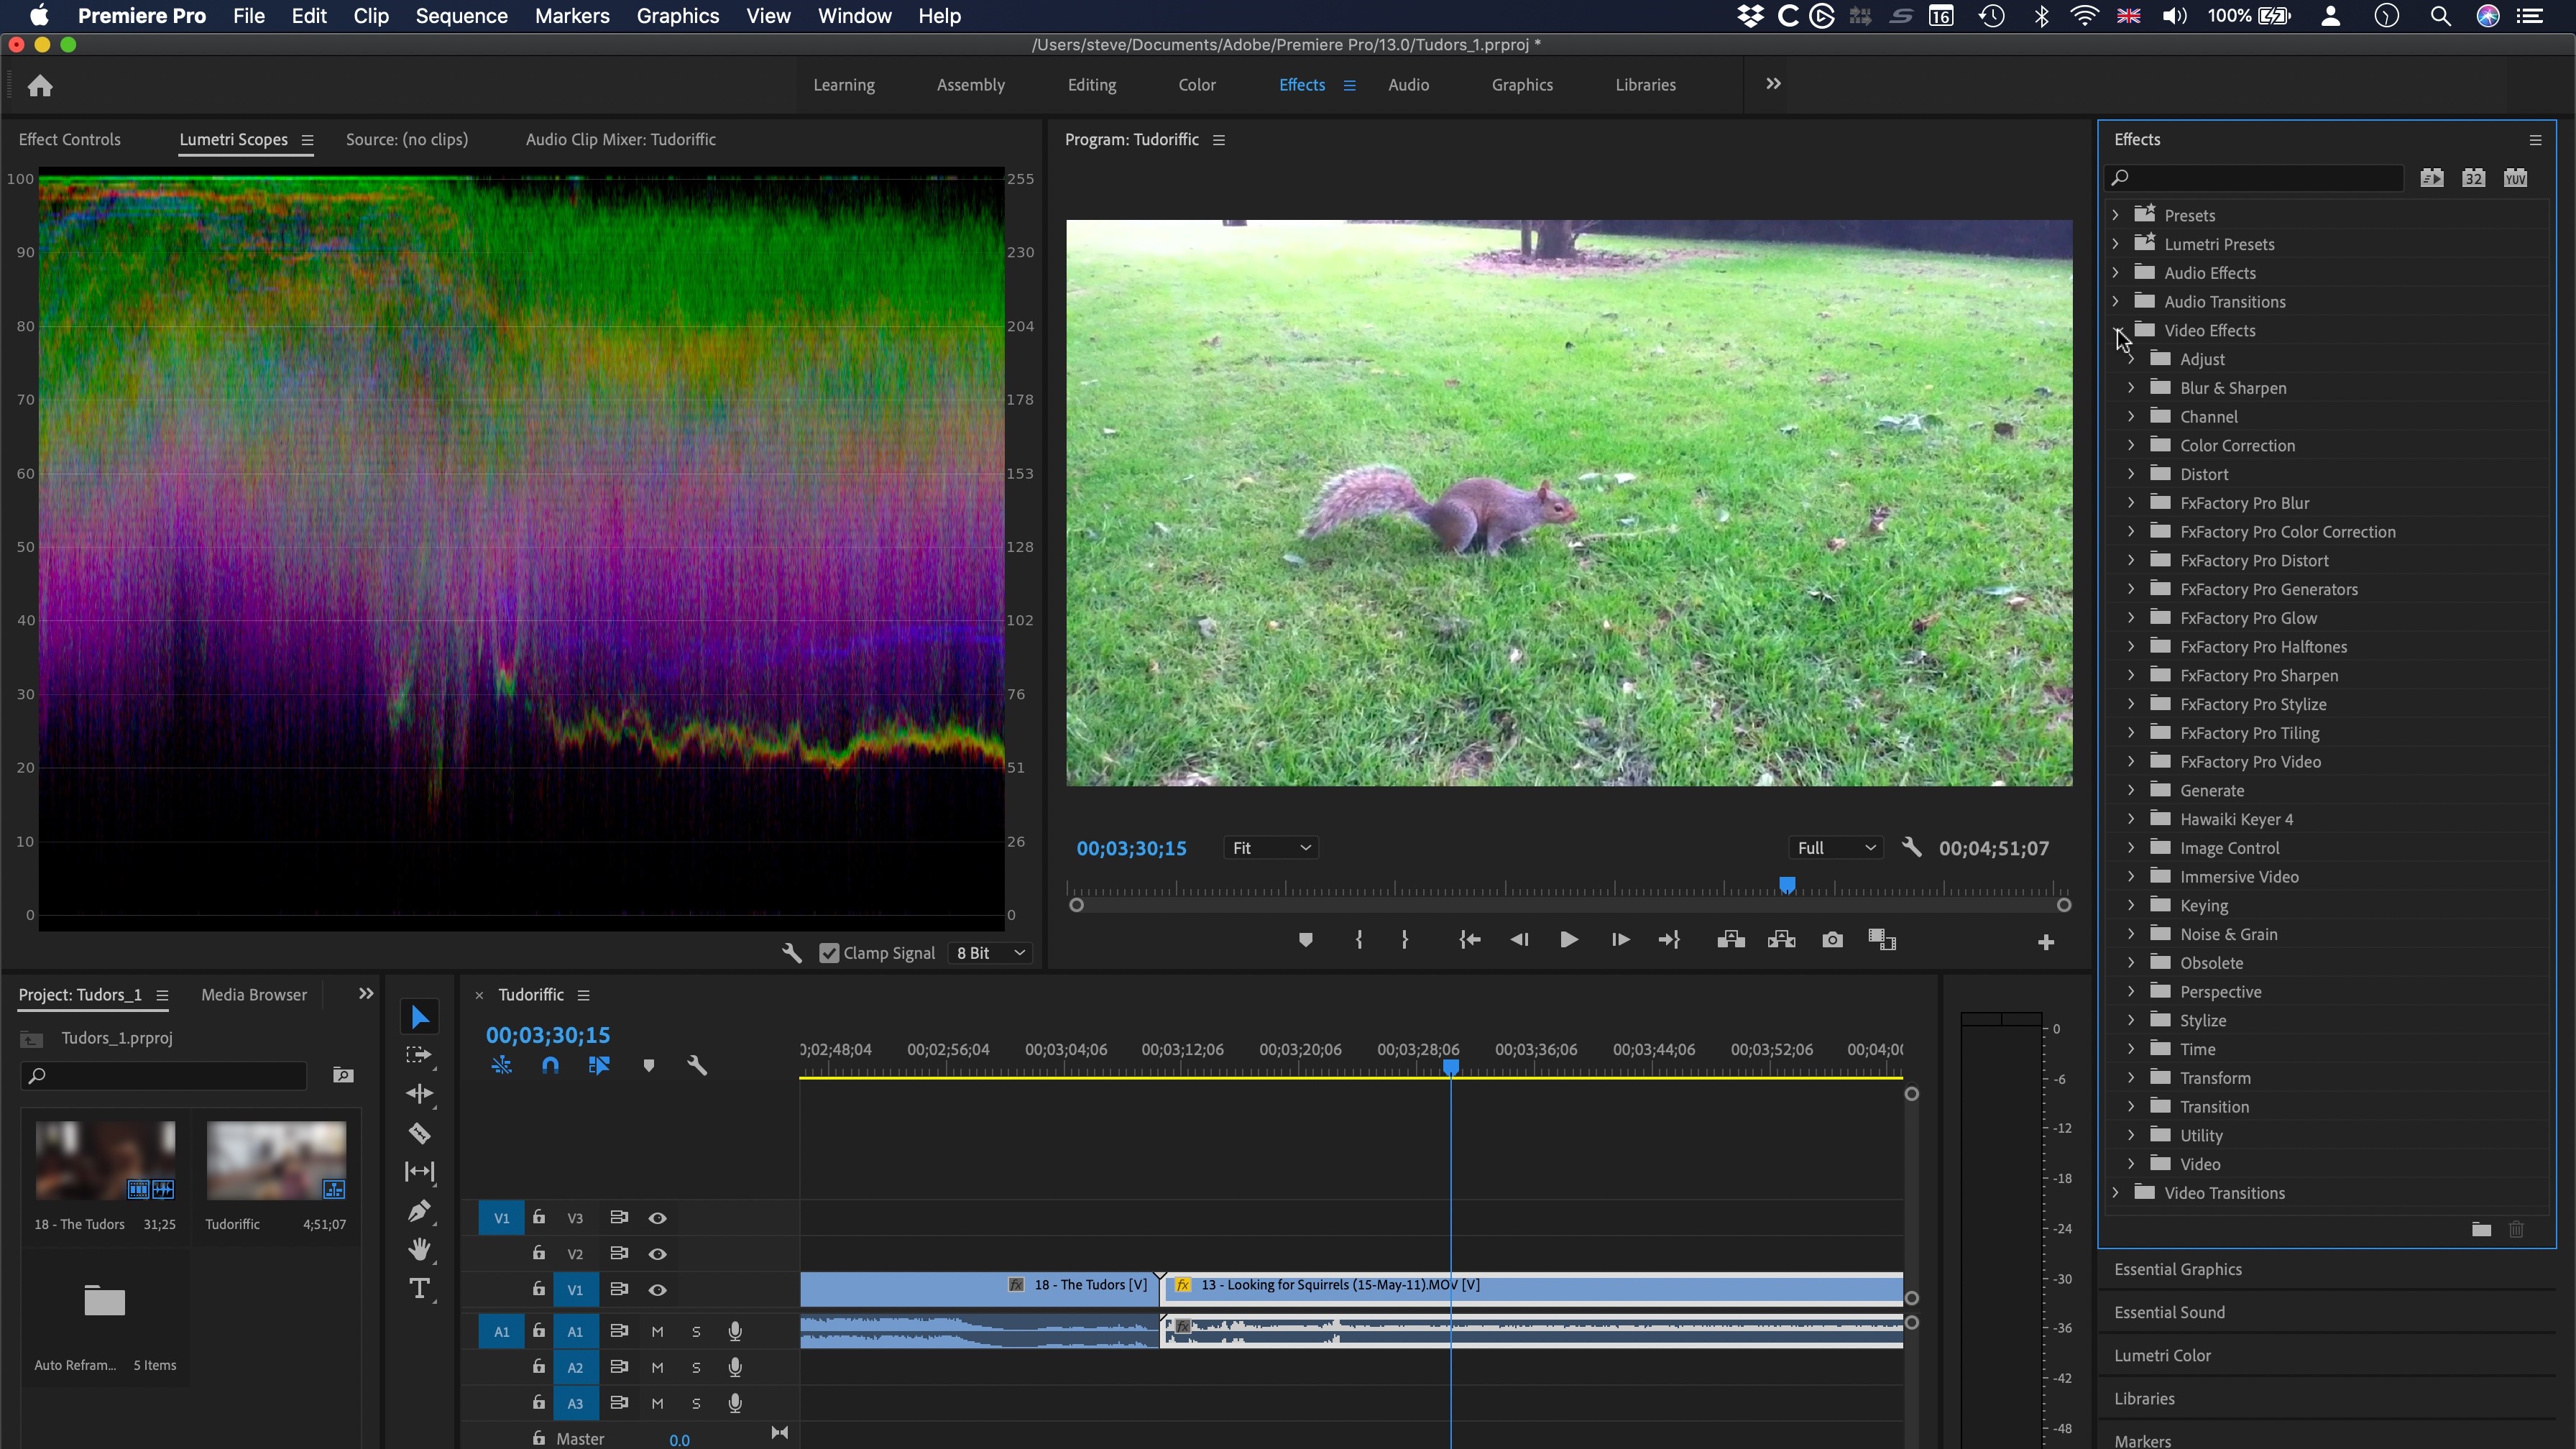 Premiere Pro File Edit Clip Sequence Markers Graphics View Window Help 16 100%
/Users/steve/Documents/Adobe/Premiere Pro/13.0/Tudors_1.prproj *
Learning Assembly Editing Color Effects Audio Graphics Libraries
Effect Controls Lumetri Scopes Source: (no clips) Audio Clip Mixer: Tudoriffic
100 255
90 230
80 204
70 178
60 153
50 128
40 102
30 76
20 51
10 26
0 0
Clamp Signal 8 Bit
Program: Tudoriffic
00;03;30;15 Fit Full 00;04;51;07
Effects
32 YUV
Presets
Lumetri Presets
Audio Effects
Audio Transitions
Video Effects
Adjust
Blur & Sharpen
Channel
Color Correction
Distort
FxFactory Pro Blur
FxFactory Pro Color Correction
FxFactory Pro Distort
FxFactory Pro Generators
FxFactory Pro Glow
FxFactory Pro Halftones
FxFactory Pro Sharpen
FxFactory Pro Stylize
FxFactory Pro Tiling
FxFactory Pro Video
Generate
Hawaiki Keyer 4
Image Control
Immersive Video
Keying
Noise & Grain
Obsolete
Perspective
Stylize
Time
Transform
Transition
Utility
Video
Video Transitions
Essential Graphics
Essential Sound
Lumetri Color
Libraries
Markers
Project: Tudors_1 Media Browser
Tudors_1.prproj
18 - The Tudors 31;25 Tudoriffic 4;51;07
Auto Refram... 5 Items
Tudoriffic
00;03;30;15
0;02;48;04 00;02;56;04 00;03;04;06 00;03;12;06 00;03;20;06 00;03;28;06 00;03;36;06 00;03;44;06 00;03;52;06 00;04;00
V1 V3
V2
V1 fx 18 - The Tudors [V] fx 13 - Looking for Squirrels (15-May-11).MOV [V]
A1 A1 M S fx
A2 M S
A3 M S
Master 0.0
0
-6
-12
-18
-24
-30
-36
-42
-48